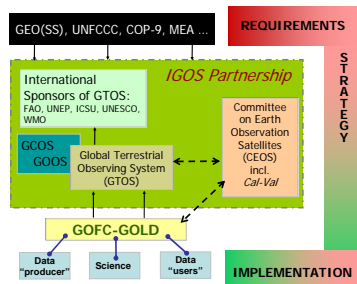 GEO(SS), UNFCCC, COP-9, MEA ...
REQUIREMENTS
STRATEGY
IGOS Partnership
International
Sponsors of GTOS:
FAO, UNEP, ICSU, UNESCO,
WMO
GCOS
GOOS
Global Terrestrial
Observing System
(GTOS)
Committee
on Earth
Observation
Satellites
(CEOS)
incl.
Cal-Val
GOFC-GOLD
Data
“producer”
Science
Data
“users”
IMPLEMENTATION